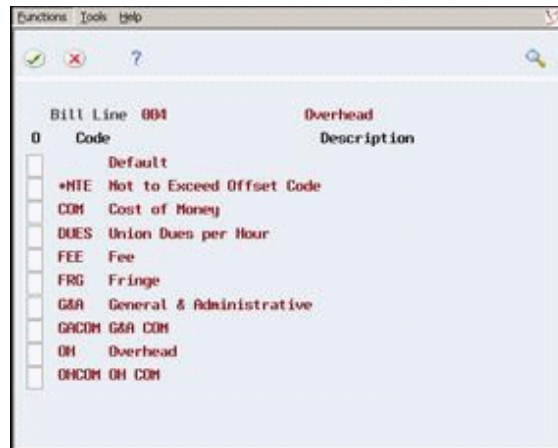 Functions Tools Help
?
Bill Line 004 Overhead
O Code Description
Default
*NTE Not to Exceed Offset Code
COM Cost of Money
DUES Union Dues per Hour
FEE Fee
FRG Fringe
G&A General & Administrative
GACOM G&A COM
OH Overhead
OHCOM OH COM